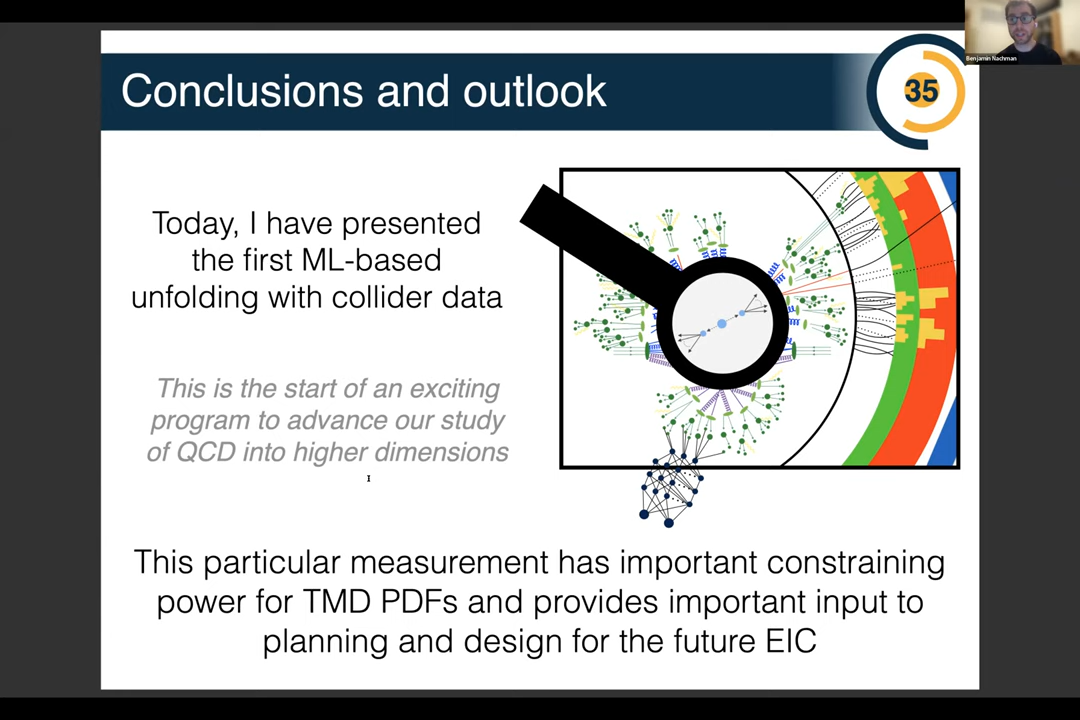 Conclusions and outlook
35
Benjamin Nachman
Today, I have presented
the first ML-based
unfolding with collider data
This is the start of an exciting
program to advance our study
of QCD into higher dimensions
This particular measurement has important constraining
power for TMD PDFs and provides important input to
planning and design for the future EIC